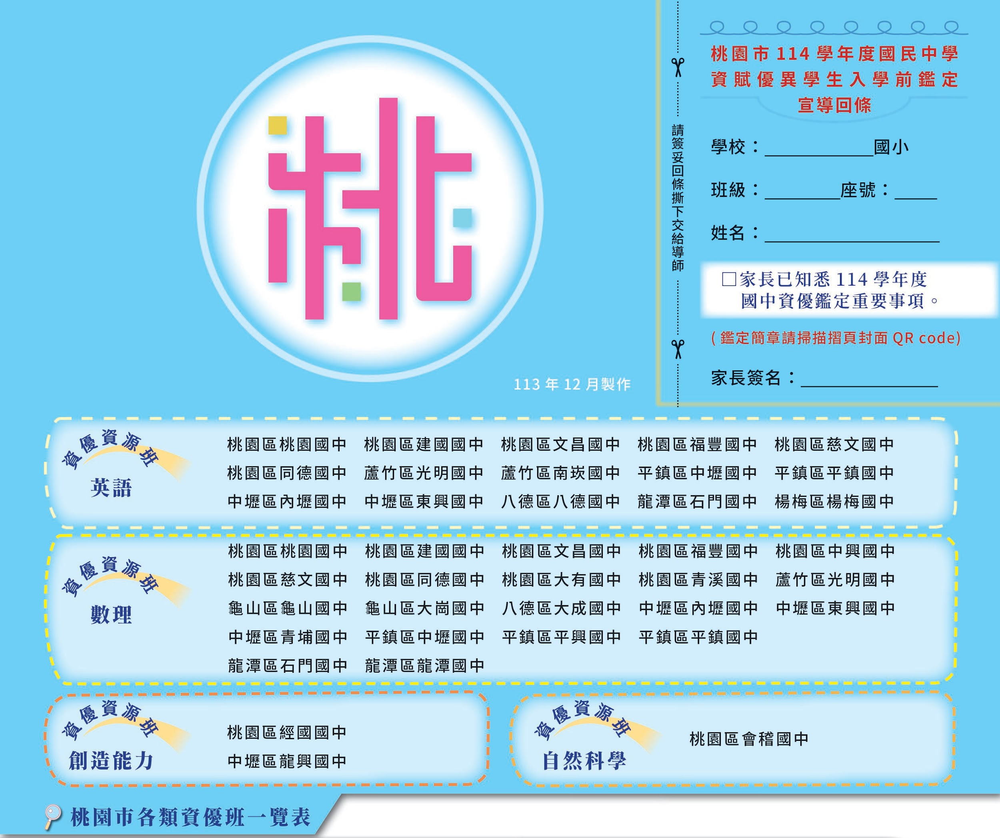 桃
113 年 12 月製作
請簽妥回條撕下交給導師
桃園市 114 學年度國民中學
資賦優異學生入學前鑑定
宣導回條
學校：____________國小
班級：________座號：____
姓名：___________________
□家長已知悉 114 學年度
國中資優鑑定重要事項。
( 鑑定簡章請掃描摺頁封面 QR code)
家長簽名：_______________
資優資源班
英語
桃園區桃園國中 桃園區建國國中 桃園區文昌國中 桃園區福豐國中 桃園區慈文國中
桃園區同德國中 蘆竹區光明國中 蘆竹區南崁國中 平鎮區中壢國中 平鎮區平鎮國中
中壢區內壢國中 中壢區東興國中 八德區八德國中 龍潭區石門國中 楊梅區楊梅國中
資優資源班
數理
桃園區桃園國中 桃園區建國國中 桃園區文昌國中 桃園區福豐國中 桃園區中興國中
桃園區慈文國中 桃園區同德國中 桃園區大有國中 桃園區青溪國中 蘆竹區光明國中
龜山區龜山國中 龜山區大崗國中 八德區大成國中 中壢區內壢國中 中壢區東興國中
中壢區青埔國中 平鎮區中壢國中 平鎮區平興國中 平鎮區平鎮國中
龍潭區石門國中 龍潭區龍潭國中
資優資源班
創造能力
桃園區經國國中
中壢區龍興國中
資優資源班
自然科學
桃園區會稽國中
桃園市各類資優班一覽表